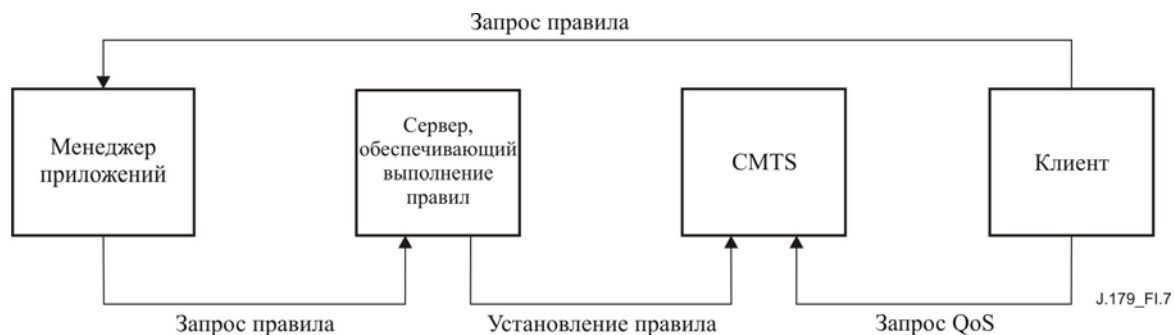 Запрос правила
Менеджер
приложений
Сервер,
обеспечивающий
выполнение
правил
CMTS
Клиент
J.179_FI.7
Запрос правила
Установление правила
Запрос QoS